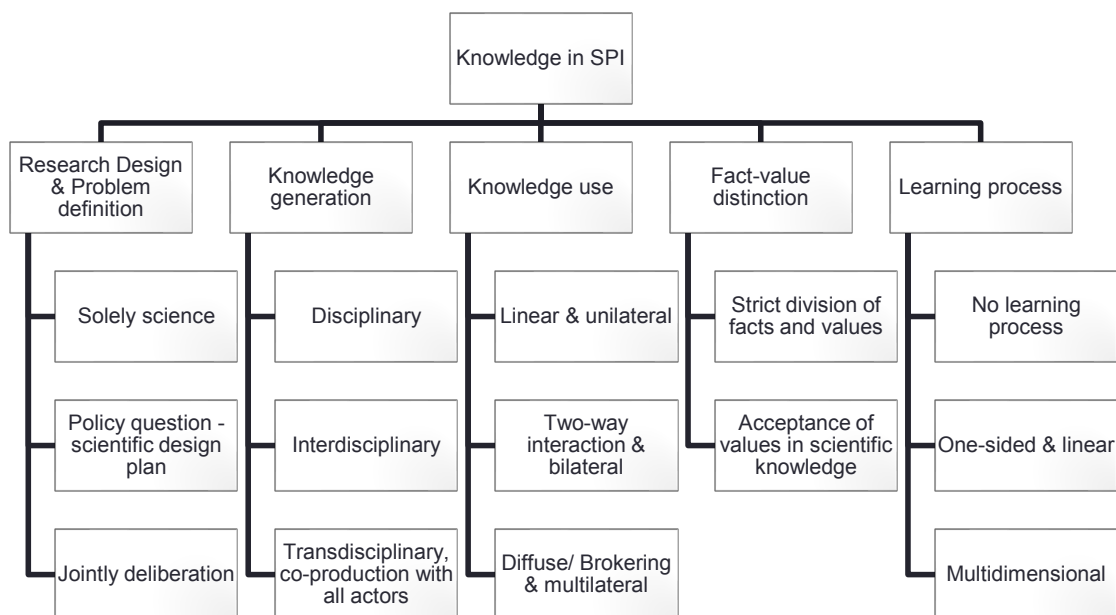 Knowledge in SPI
Research Design
& Problem
definition
Knowledge
generation
Knowledge use
Fact-value
distinction
Learning process
Solely science
Disciplinary
Linear & unilateral
Strict division of
facts and values
No learning
process
Policy question -
scientific design
plan
Interdisciplinary
Two-way
interaction &
bilateral
Acceptance of
values in scientific
knowledge
One-sided & linear
Jointly deliberation
Transdisciplinary,
co-production with
all actors
Diffuse/ Brokering
& multilateral
Multidimensional